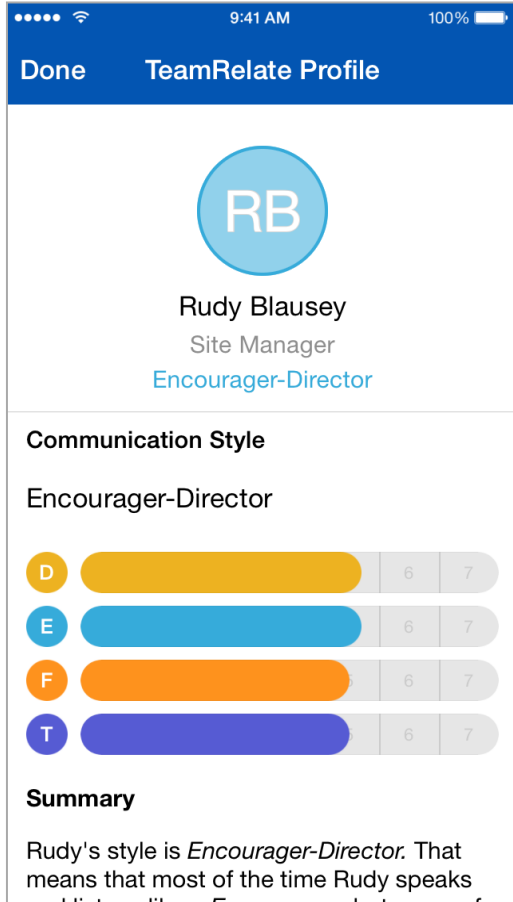 9:41 AM 100%
Done TeamRelate Profile
RB
Rudy Blausey
Site Manager
Encourager-Director
Communication Style
Encourager-Director
D 6 7
E 6 7
F 6 7
T 6 7
Summary
Rudy's style is Encourager-Director. That
means that most of the time Rudy speaks